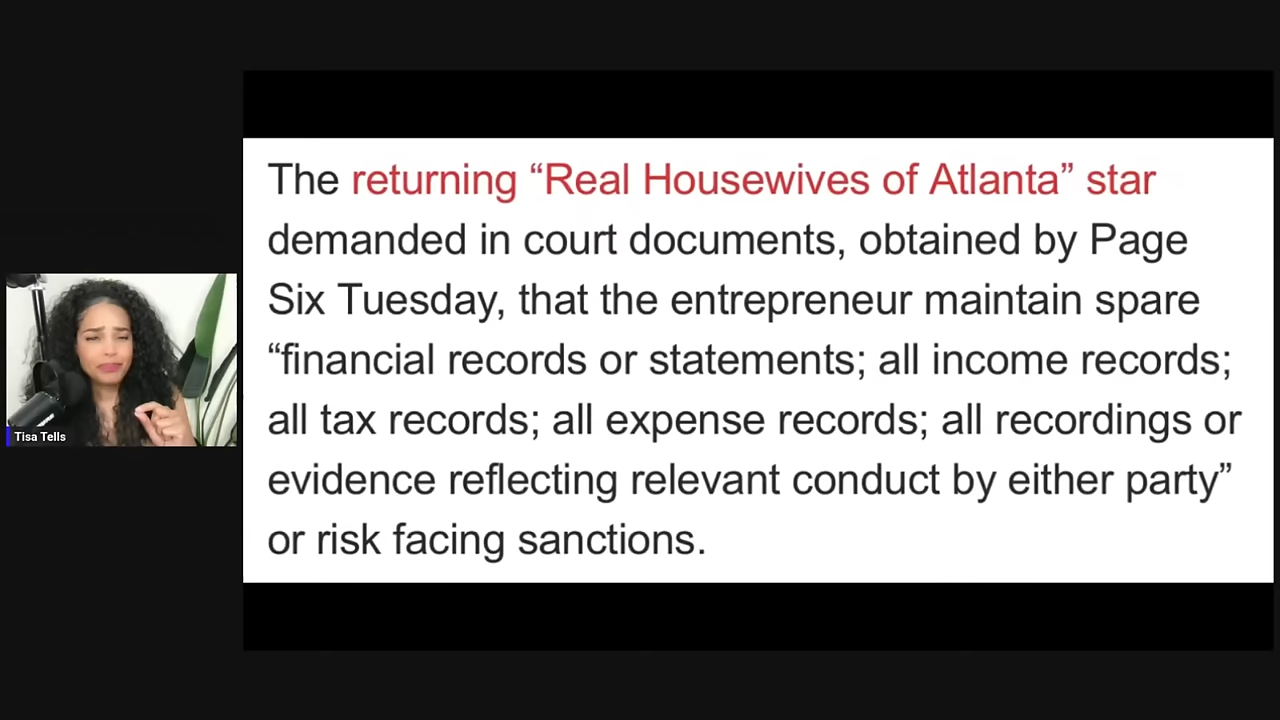 The returning “Real Housewives of Atlanta” star
demanded in court documents, obtained by Page
Six Tuesday, that the entrepreneur maintain spare
“financial records or statements; all income records;
all tax records; all expense records; all recordings or
evidence reflecting relevant conduct by either party”
or risk facing sanctions.
Tisa Tells